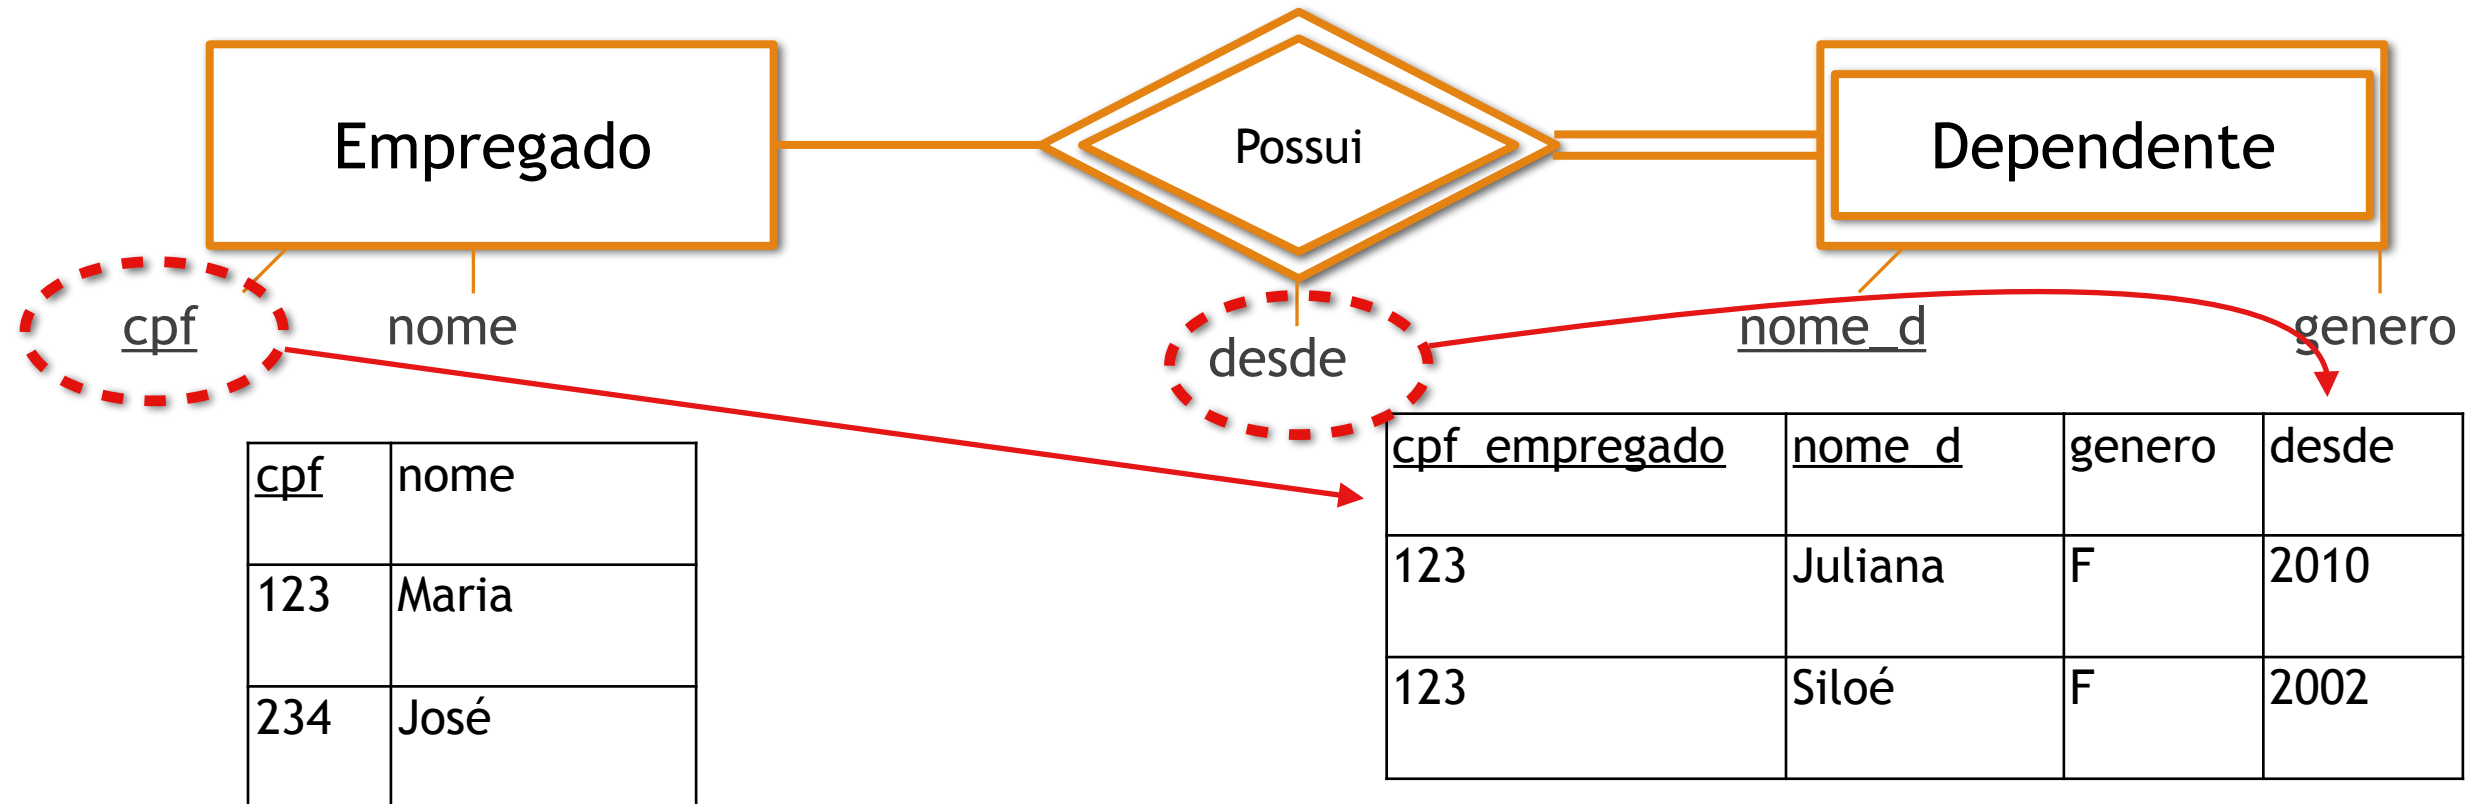 Empregado
Possui
Dependente
cpf
nome
desde
nome_d
genero
cpf nome
123 Maria
234 José
cpf_empregado nome_d genero desde
123 Juliana F 2010
123 Siloé F 2002